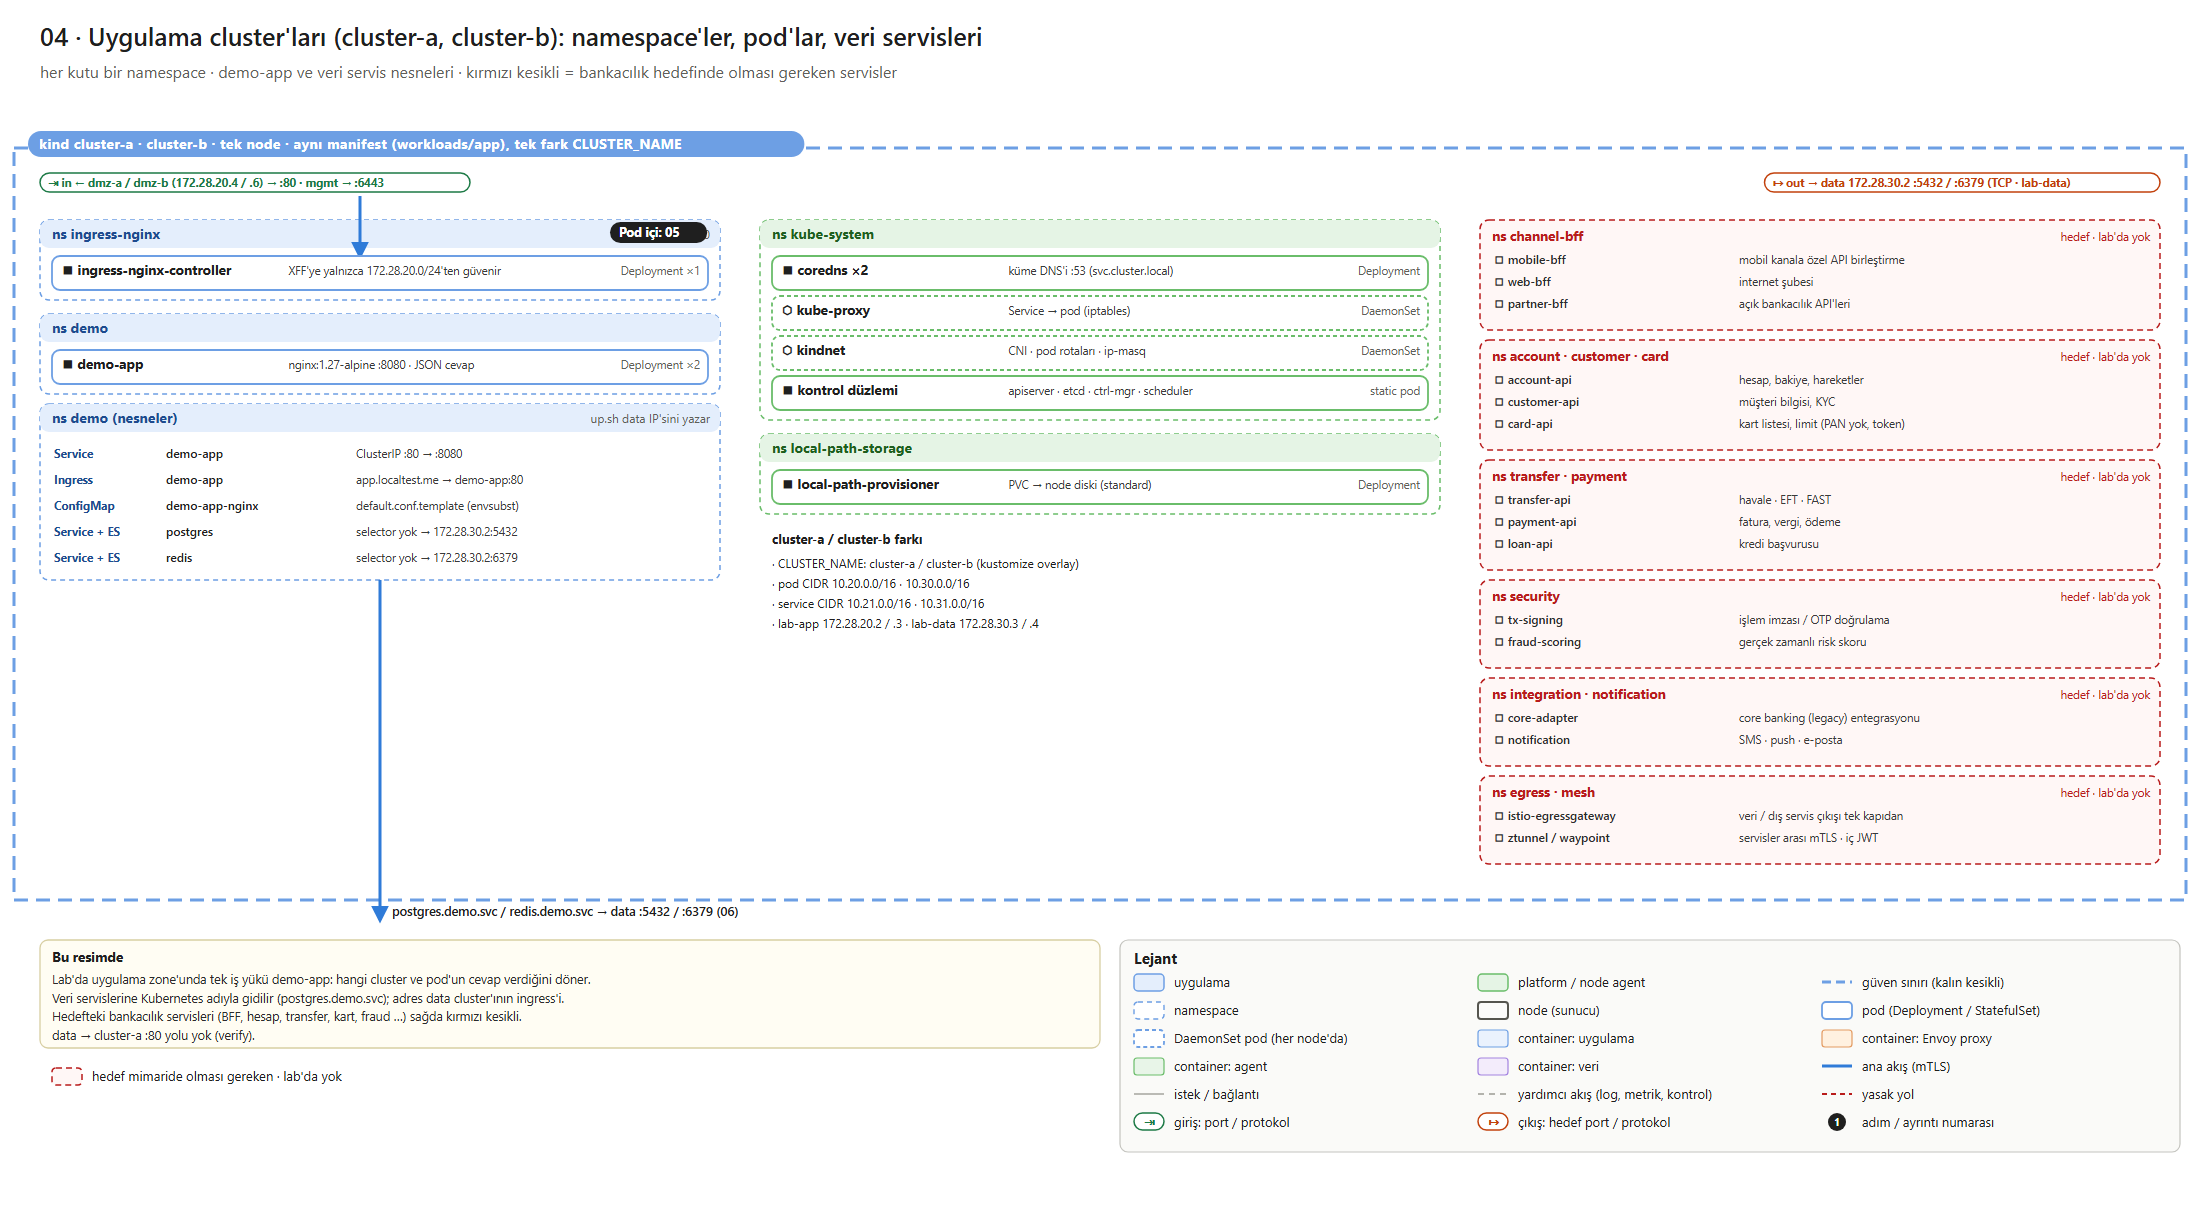 04 · Uygulama cluster'ları (cluster-a, cluster-b): namespace'ler, pod'lar, veri servisleri
her kutu bir namespace · demo-app ve veri servis nesneleri · kırmızı kesikli = bankacılık hedefinde olması gereken servisler
kind cluster-a · cluster-b · tek node · aynı manifest (workloads/app), tek fark CLUSTER_NAME
⇥ in ← dmz-a / dmz-b (172.28.20.4 / .6) → :80 · mgmt → :6443
↦ out → data 172.28.30.2 :5432 / :6379 (TCP · lab-data)
ns ingress-nginx
Pod içi: 05
ingress-nginx-controller XFF'ye yalnızca 172.28.20.0/24'ten güvenir Deployment ×1
ns demo
demo-app nginx:1.27-alpine :8080 · JSON cevap Deployment ×2
ns demo (nesneler) up.sh data IP'sini yazar
Service demo-app ClusterIP :80 → :8080
Ingress demo-app app.localtest.me → demo-app:80
ConfigMap demo-app-nginx default.conf.template (envsubst)
Service + ES postgres selector yok → 172.28.30.2:5432
Service + ES redis selector yok → 172.28.30.2:6379
postgres.demo.svc / redis.demo.svc → data :5432 / :6379 (06)
ns kube-system
coredns ×2 küme DNS'i :53 (svc.cluster.local) Deployment
kube-proxy Service → pod (iptables) DaemonSet
kindnet CNI · pod rotaları · ip-masq DaemonSet
kontrol düzlemi apiserver · etcd · ctrl-mgr · scheduler static pod
ns local-path-storage
local-path-provisioner PVC → node diski (standard) Deployment
cluster-a / cluster-b farkı
· CLUSTER_NAME: cluster-a / cluster-b (kustomize overlay)
· pod CIDR 10.20.0.0/16 · 10.30.0.0/16
· service CIDR 10.21.0.0/16 · 10.31.0.0/16
· lab-app 172.28.20.2 / .3 · lab-data 172.28.30.3 / .4
ns channel-bff hedef · lab'da yok
mobile-bff mobil kanala özel API birleştirme
web-bff internet şubesi
partner-bff açık bankacılık API'leri
ns account · customer · card hedef · lab'da yok
account-api hesap, bakiye, hareketler
customer-api müşteri bilgisi, KYC
card-api kart listesi, limit (PAN yok, token)
ns transfer · payment hedef · lab'da yok
transfer-api havale · EFT · FAST
payment-api fatura, vergi, ödeme
loan-api kredi başvurusu
ns security hedef · lab'da yok
tx-signing işlem imzası / OTP doğrulama
fraud-scoring gerçek zamanlı risk skoru
ns integration · notification hedef · lab'da yok
core-adapter core banking (legacy) entegrasyonu
notification SMS · push · e-posta
ns egress · mesh hedef · lab'da yok
istio-egressgateway veri / dış servis çıkışı tek kapıdan
ztunnel / waypoint servisler arası mTLS · iç JWT
Bu resimde
Lab'da uygulama zone'unda tek iş yükü demo-app: hangi cluster ve pod'un cevap verdiğini döner.
Veri servislerine Kubernetes adıyla gidilir (postgres.demo.svc); adres data cluster'ının ingress'i.
Hedefteki bankacılık servisleri (BFF, hesap, transfer, kart, fraud ...) sağda kırmızı kesikli.
data → cluster-a :80 yolu yok (verify).
hedef mimaride olması gereken · lab'da yok
Lejant
uygulama platform / node agent güven sınırı (kalın kesikli)
namespace node (sunucu) pod (Deployment / StatefulSet)
DaemonSet pod (her node'da) container: uygulama container: Envoy proxy
container: agent container: veri ana akış (mTLS)
istek / bağlantı yardımcı akış (log, metrik, kontrol) yasak yol
⇥ giriş: port / protokol ↦ çıkış: hedef port / protokol 1 adım / ayrıntı numarası